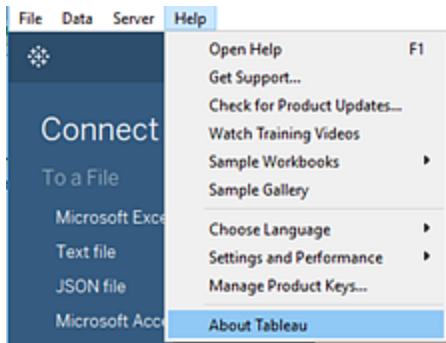 File Data Server Help
Open Help F1
Get Support...
Check for Product Updates...
Watch Training Videos
Sample Workbooks
Sample Gallery
Choose Language
Settings and Performance
Manage Product Keys...
About Tableau
Connect
To a File
Microsoft Exce
Text file
JSON file
Microsoft Acce